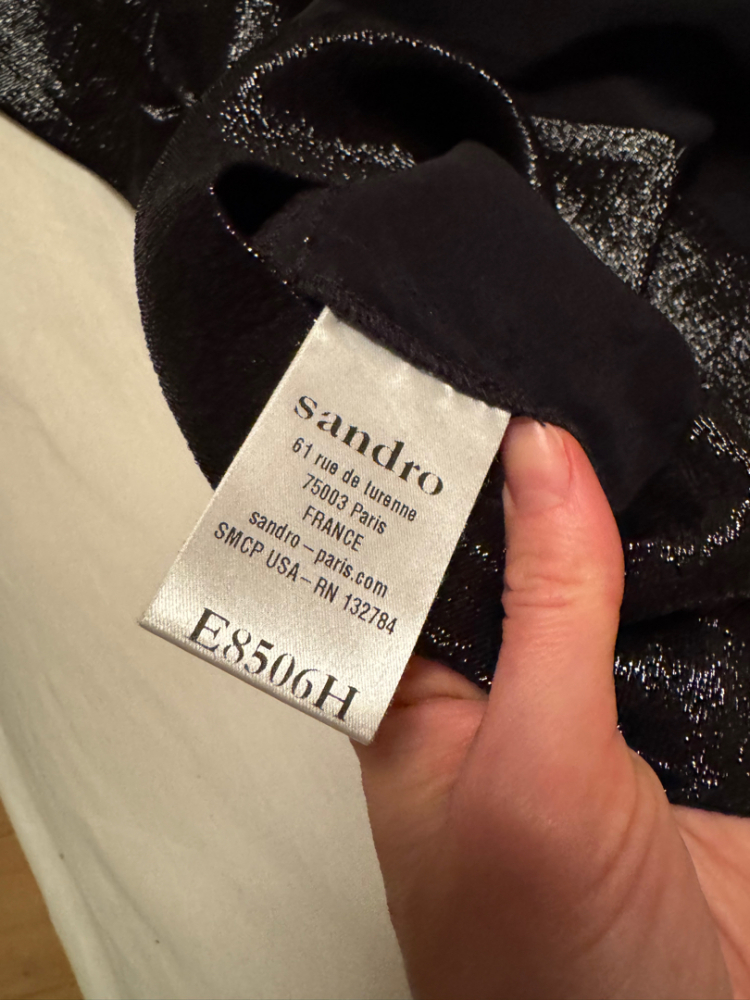 sandro
61 rue de turenne
75003 Paris
FRANCE
sandro-paris.com
SMCP USA-RN 132784
E8506H